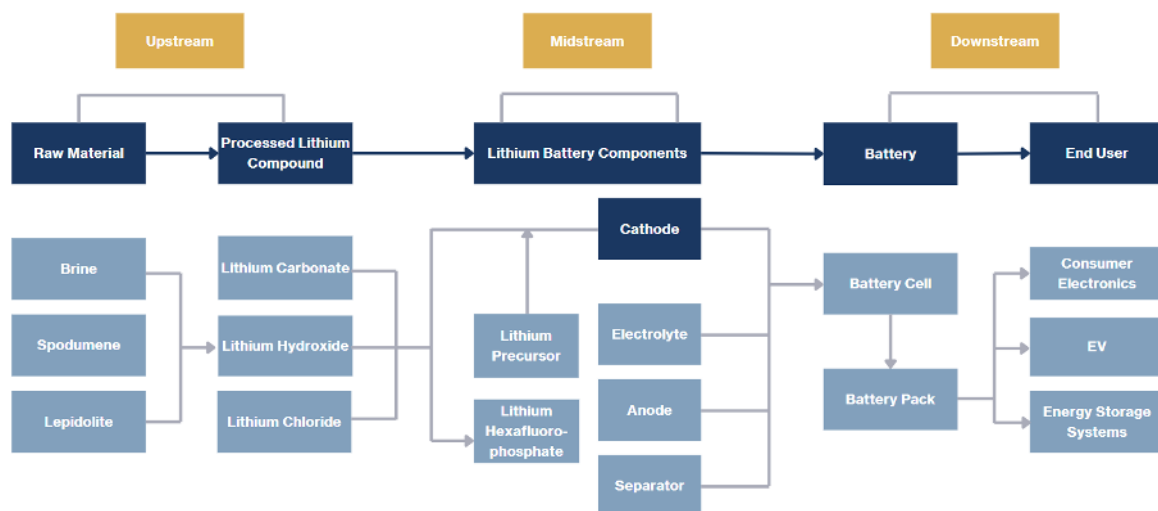 Upstream
Midstream
Downstream
Raw Material
Processed Lithium
Compound
Lithium Battery Components
Battery
End User
Brine
Spodumene
Lepidolite
Lithium Carbonate
Lithium Hydroxide
Lithium Chloride
Lithium
Precursor
Lithium
Hexafluoro-
phosphate
Cathode
Electrolyte
Anode
Separator
Battery Cell
Battery Pack
Consumer
Electronics
EV
Energy Storage
Systems